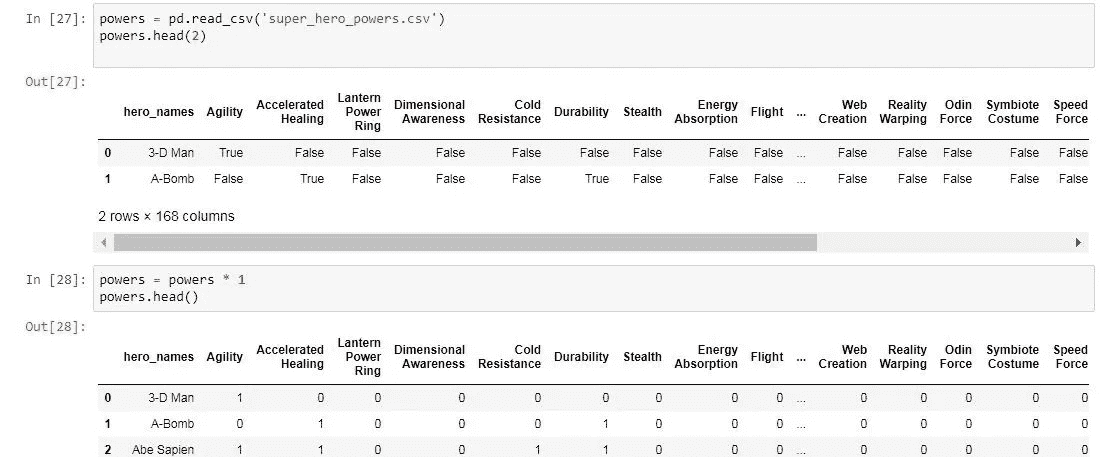 In [27]: powers = pd.read_csv('super_hero_powers.csv')
powers.head(2)
Out[27]:
hero_names Agility Accelerated Healing Lantern Power Ring Dimensional Awareness Cold Resistance Durability Stealth Energy Absorption Flight ... Web Creation Reality Warping Odin Force Symbiote Costume Speed Force
0 3-D Man True False False False False False False False False ... False False False False False
1 A-Bomb False True False False False True False False False ... False False False False False
2 rows × 168 columns
In [28]: powers = powers * 1
powers.head()
Out[28]:
hero_names Agility Accelerated Healing Lantern Power Ring Dimensional Awareness Cold Resistance Durability Stealth Energy Absorption Flight ... Web Creation Reality Warping Odin Force Symbiote Costume Speed Force
0 3-D Man 1 0 0 0 0 0 0 0 0 ... 0 0 0 0 0
1 A-Bomb 0 1 0 0 0 1 0 0 0 ... 0 0 0 0 0
2 Abe Sapien 1 1 0 0 1 1 0 0 0 ... 0 0 0 0 0